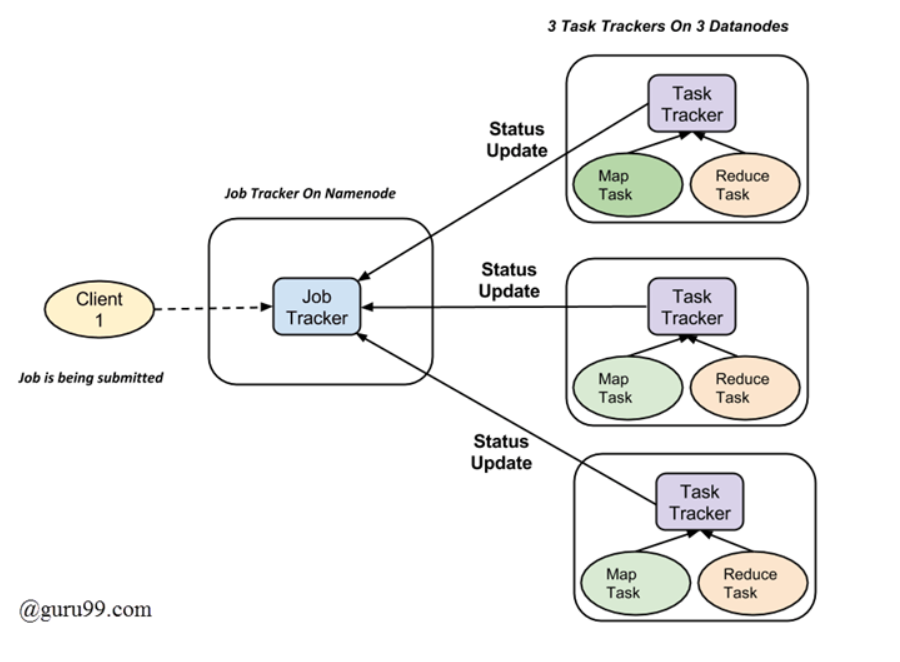 3 Task Trackers On 3 Datanodes
Task
Tracker
Status
Update
Map
Task
Reduce
Task
Job Tracker On Namenode
Status
Update
Client
1
Job
Tracker
Task
Tracker
Job is being submitted
Map
Task
Reduce
Task
Status
Update
Task
Tracker
Map
Task
Reduce
Task
@guru99.com